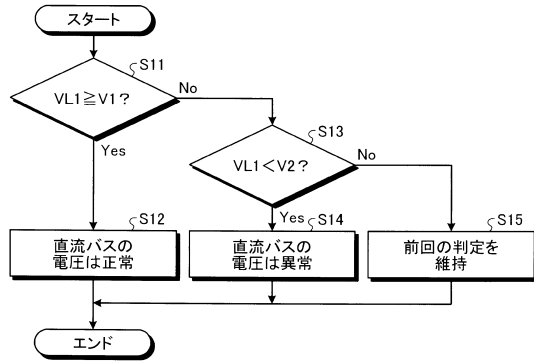 スタート
S11
VL1≧V1?
No
Yes
S13
VL1<V2?
No
Yes
S12
直流バスの
電圧は正常
S14
直流バスの
電圧は異常
S15
前回の判定を
維持
エンド